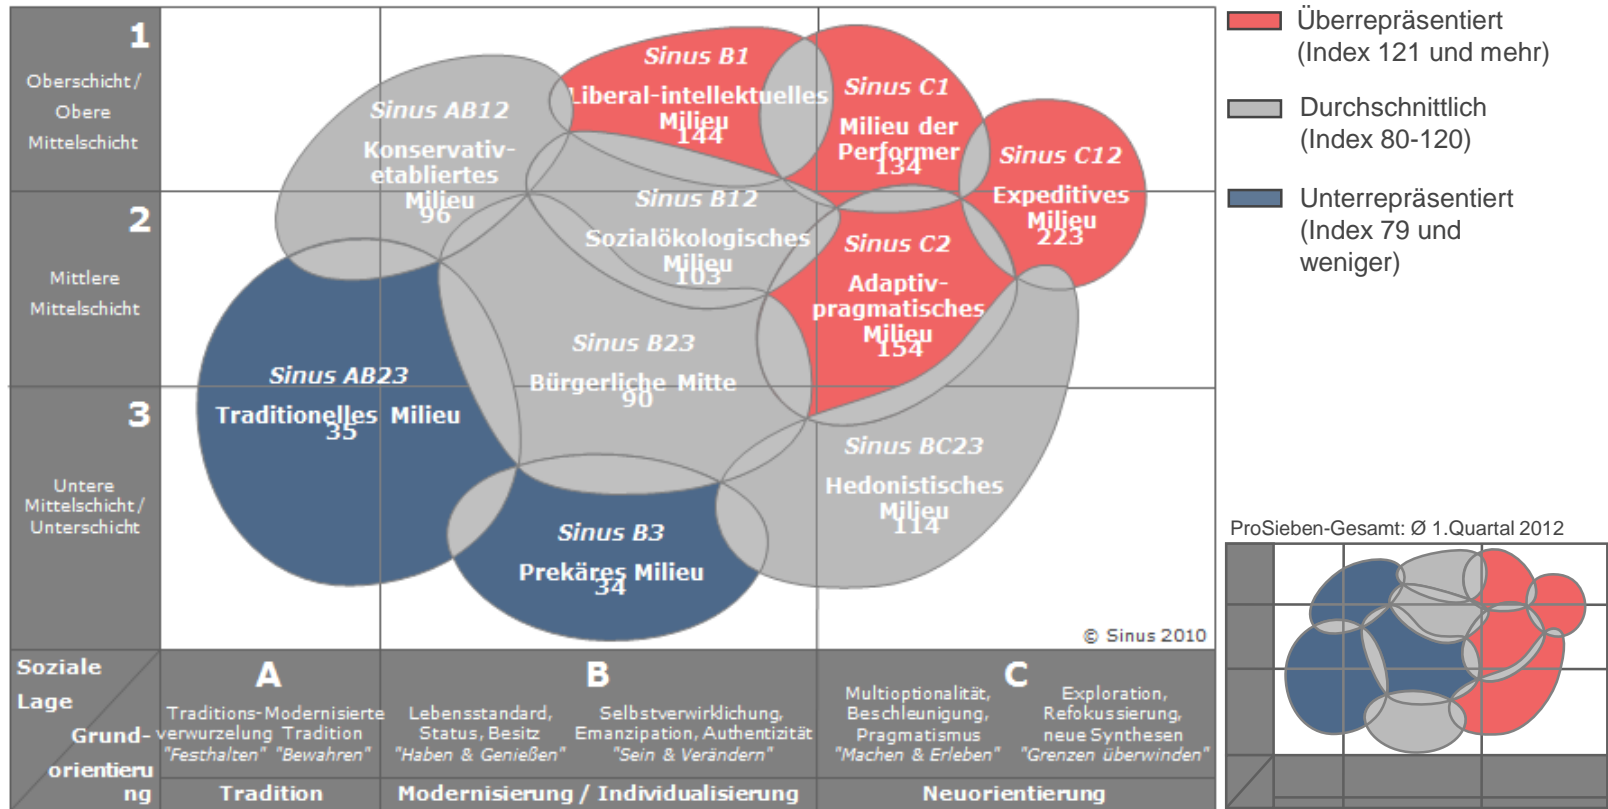 1
Oberschicht /
Obere
Mittelschicht
2
Mittlere
Mittelschicht
3
Untere
Mittelschicht /
Unterschicht
Sinus AB12
Konservativ-
etabliertes
Milieu
96
Sinus B1
Liberal-intellektuelles
Milieu
144
Sinus C1
Milieu der
Performer
134
Sinus C12
Expeditives
Milieu
223
Sinus B12
Sozialökologisches
Milieu
103
Sinus C2
Adaptiv-
pragmatisches
Milieu
154
Sinus AB23
Traditionelles Milieu
35
Sinus B23
Bürgerliche Mitte
90
Sinus BC23
Hedonistisches
Milieu
114
Sinus B3
Prekäres Milieu
34
© Sinus 2010
Soziale
Lage
Grund-
orientieru
ng
A
Traditions-
verwurzelung
"Festhalten"
Modernisierte
Tradition
"Bewahren"
Tradition
B
Lebensstandard,
Status, Besitz
"Haben & Genießen"
Selbstverwirklichung,
Emanzipation, Authentizität
"Sein & Verändern"
Modernisierung / Individualisierung
C
Multioptionalität,
Beschleunigung,
Pragmatismus
"Machen & Erleben"
Exploration,
Refokussierung,
neue Synthesen
"Grenzen überwinden"
Neuorientierung
Überrepräsentiert
(Index 121 und mehr)
Durchschnittlich
(Index 80-120)
Unterrepräsentiert
(Index 79 und
weniger)
ProSieben-Gesamt: Ø 1.Quartal 2012